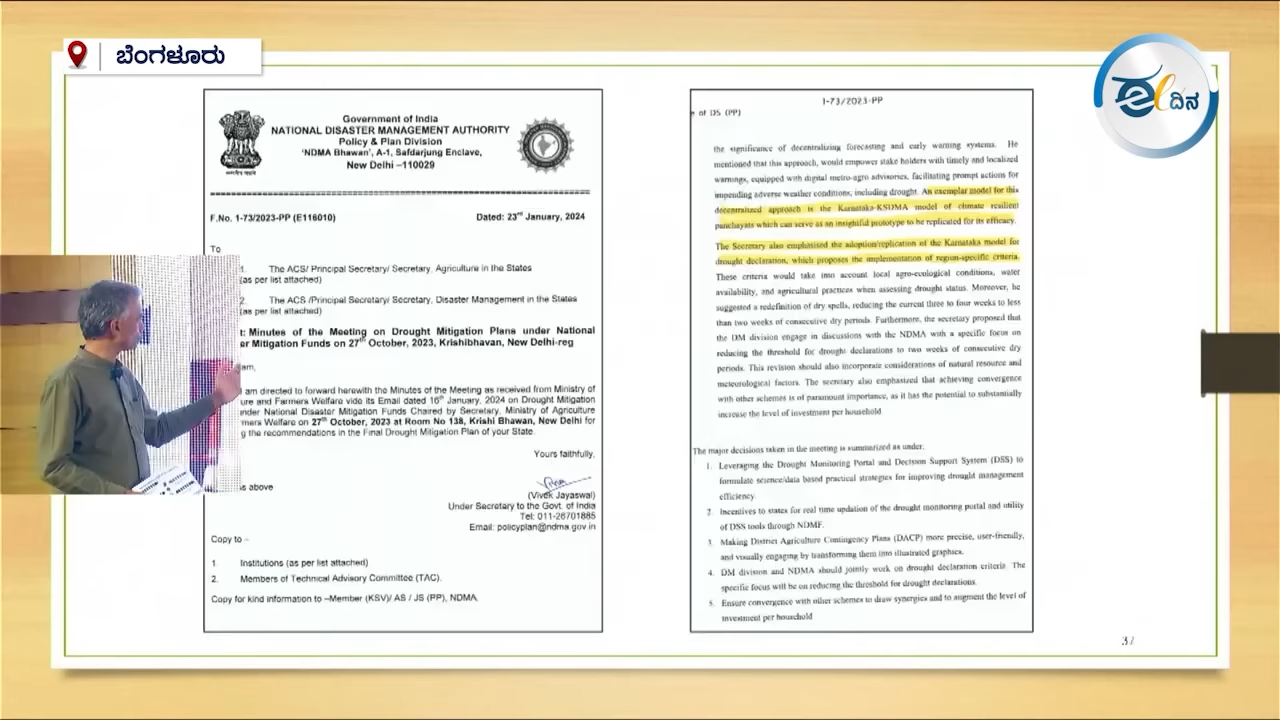 ಬೆಂಗಳೂರು
ಈದಿನ
Government of India
NATIONAL DISASTER MANAGEMENT AUTHORITY
Policy & Plan Division
'NDMA Bhawan', A-1, Safdarjung Enclave,
New Delhi –110029
F.No. 1-73/2023-PP (E116010)
Dated: 23rd January, 2024
To
1. The ACS/ Principal Secretary/ Secretary, Agriculture in the States
(as per list attached)
2. The ACS /Principal Secretary/ Secretary, Disaster Management in the States
(as per list attached)
t: Minutes of the Meeting on Drought Mitigation Plans under National
er Mitigation Funds on 27th October, 2023, Krishibhavan, New Delhi-reg
am,
am directed to forward herewith the Minutes of the Meeting as received from Ministry of
ure and Farmers Welfare vide its Email dated 16th January, 2024 on Drought Mitigation
nder National Disaster Mitigation Funds Chaired by Secretary, Ministry of Agriculture
rmers Welfare on 27th October, 2023 at Room No 138, Krishi Bhawan, New Delhi for
g the recommendations in the Final Drought Mitigation Plan of your State.
Yours faithfully,
(Vivek Jayaswal)
Under Secretary to the Govt. of India
Tel: 011-26701885
Email: policyplan@ndma.gov.in
s above
Copy to –
1. Institutions (as per list attached)
2. Members of Technical Advisory Committee (TAC).
Copy for kind information to –Member (KSV)/ AS / JS (PP), NDMA.
1-73/2023-PP
e of DS (PP)
the significance of decentralizing forecasting and early warning systems. He
mentioned that this approach, would empower stake holders with timely and localized
warnings, equipped with digital metro-agro advisories, facilitating prompt actions for
impending adverse weather conditions, including drought. An exemplar model for this
decentralized approach is the Karnataka-KSDMA model of climate resilient
panchayats which can serve as an insightful prototype to be replicated for its efficacy.
The Secretary also emphasised the adoption/replication of the Karnataka model for
drought declaration, which proposes the implementation of region-specific criteria.
These criteria would take into account local agro-ecological conditions, water
availability, and agricultural practices when assessing drought status. Moreover, he
suggested a redefinition of dry spells, reducing the current three to four weeks to less
than two weeks of consecutive dry periods. Furthermore, the secretary proposed that
the DM division engage in discussions with the NDMA with a specific focus on
reducing the threshold for drought declarations to two weeks of consecutive dry
periods. This revision should also incorporate considerations of natural resource and
meteorological factors. The secretary also emphasized that achieving convergence
with other schemes is of paramount importance, as it has the potential to substantially
increase the level of investment per household
The major decisions taken in the meeting is summarized as under.
1. Leveraging the Drought Monitoring Portal and Decision Support System (DSS) to
formulate science/data based practical strategies for improving drought management
efficiency.
2. Incentives to states for real time updation of the drought monitoring portal and utility
of DSS tools through NDMF.
3. Making District Agriculture Contingency Plans (DACP) more precise, user-friendly,
and visually engaging by transforming them into illustrated graphics.
4. DM division and NDMA should jointly work on drought declaration criteria. The
specific focus will be on reducing the threshold for drought declarations.
5. Ensure convergence with other schemes to draw synergies and to augment the level of
investment per household
37